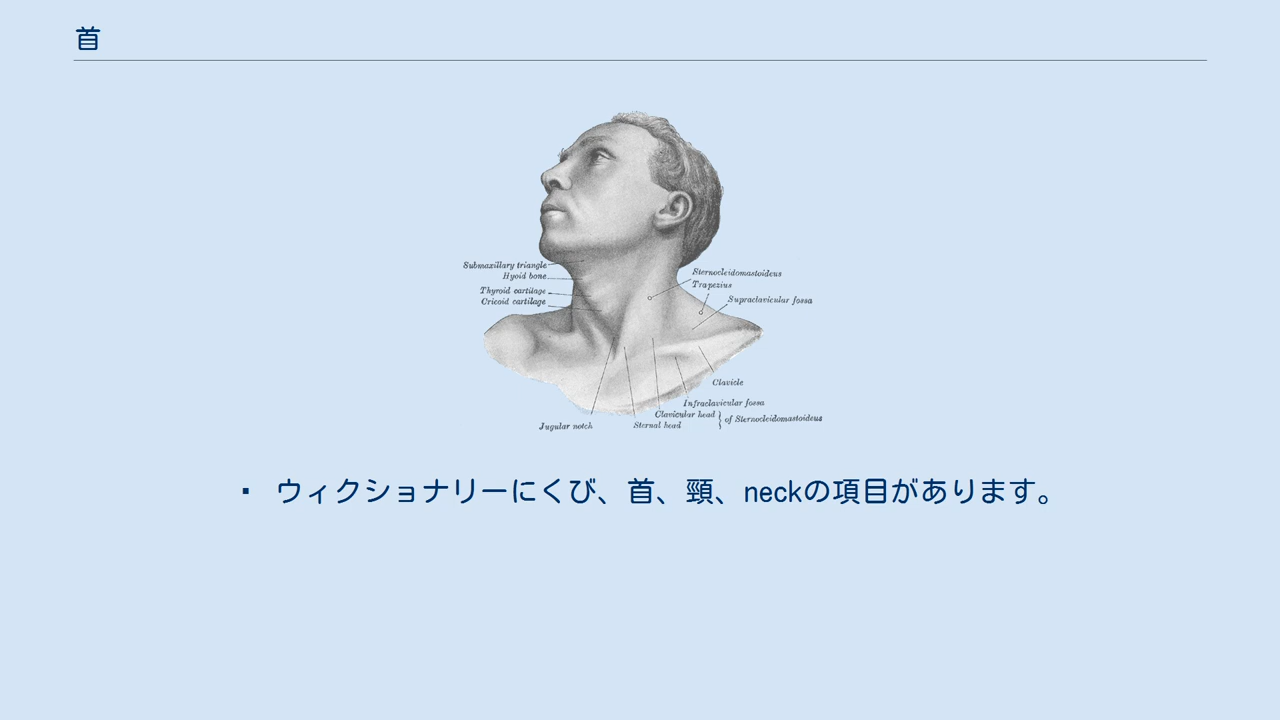 首
Submaxillary triangle
Hyoid bone
Thyroid cartilage
Cricoid cartilage
Sternocleidomastoideus
Trapezius
Supraclavicular fossa
Clavicle
Infraclavicular fossa
Clavicular head
Sternal head
} of Sternocleidomastoideus
Jugular notch
▪ ウィクショナリーにくび、首、頸、neckの項目があります。